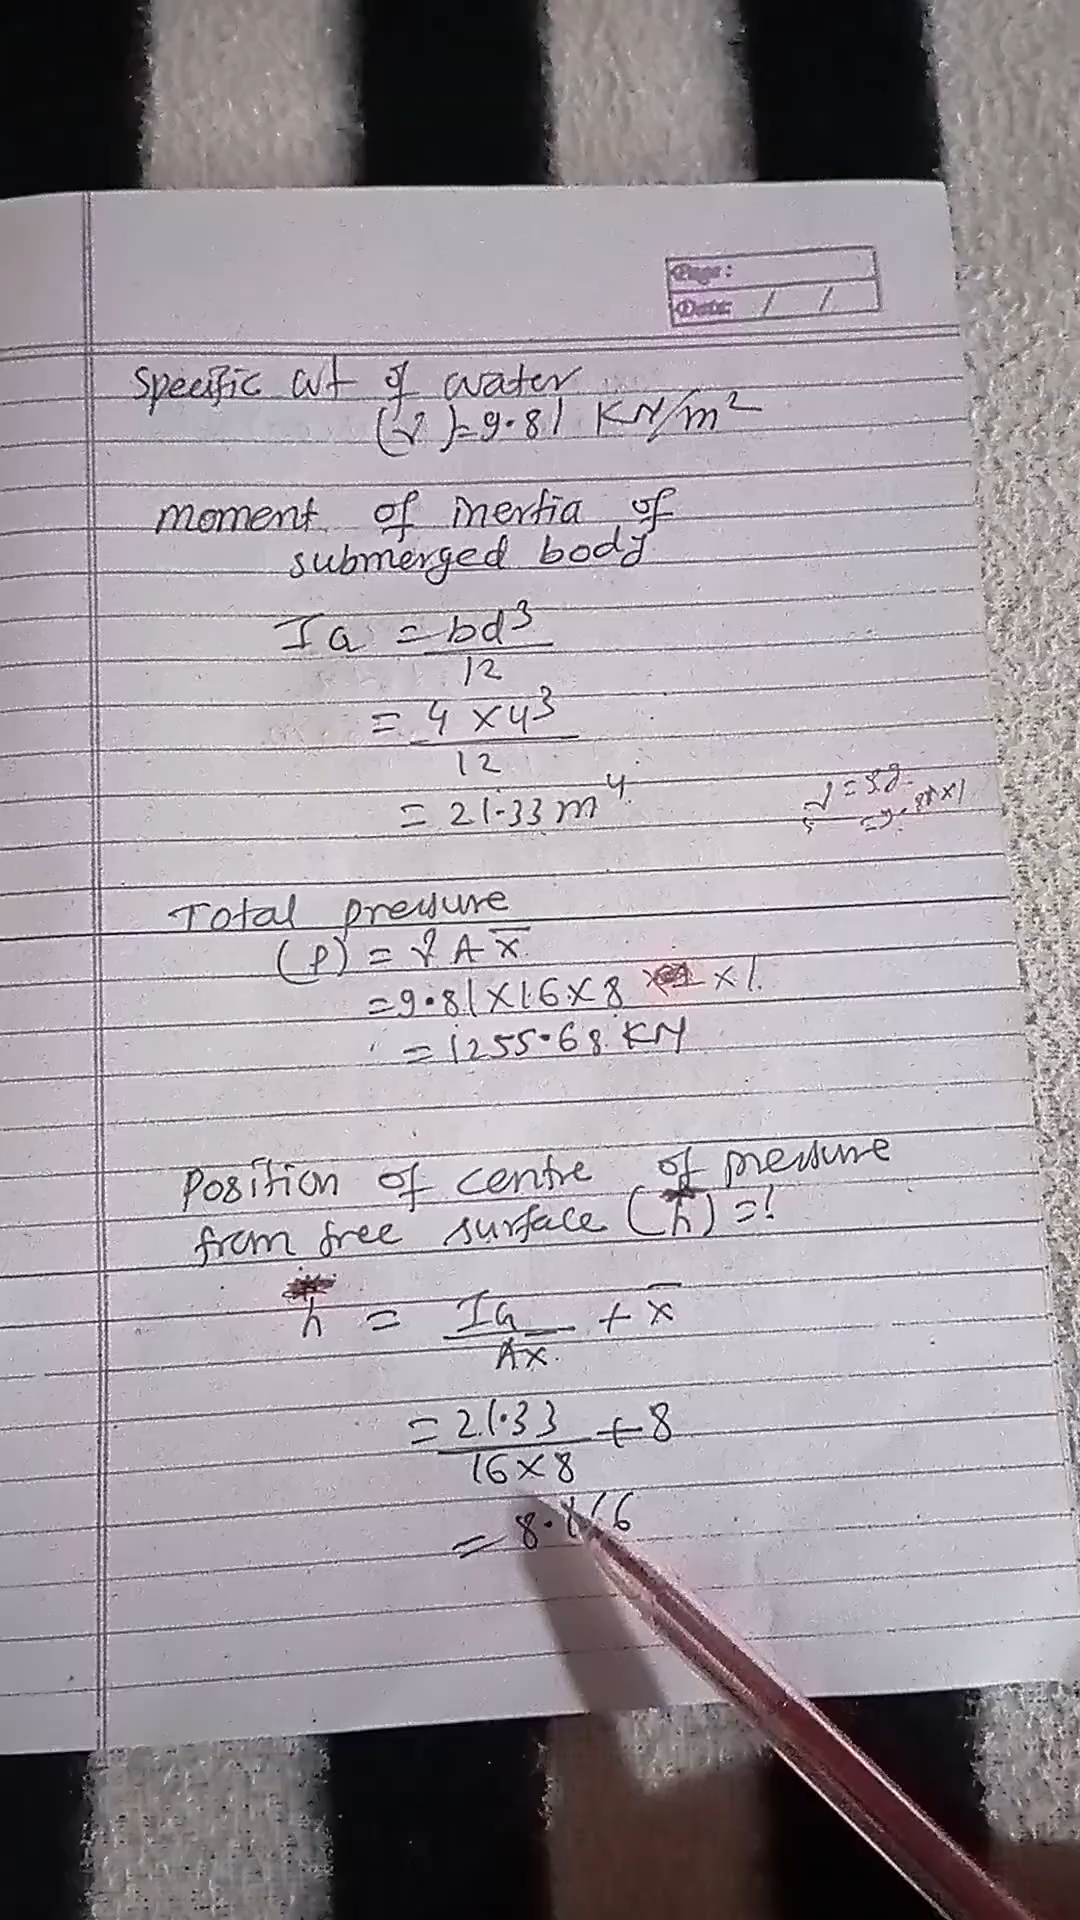 Page :
Date: / /
specific wt of water
(γ) = 9.81 KN/m²
moment of inertia of
submerged body
IG = bd³
12
= 4 × 4³
12
= 21.33 m⁴
Total pressure
(P) = γ A x̄
= 9.81 × 16 × 8 × 1.
= 1255.68 KN
Position of centre of pressure
from free surface (h) = ?
h = IG + x̄
Ax̄
= 21.33 + 8
16 × 8
= 8.166